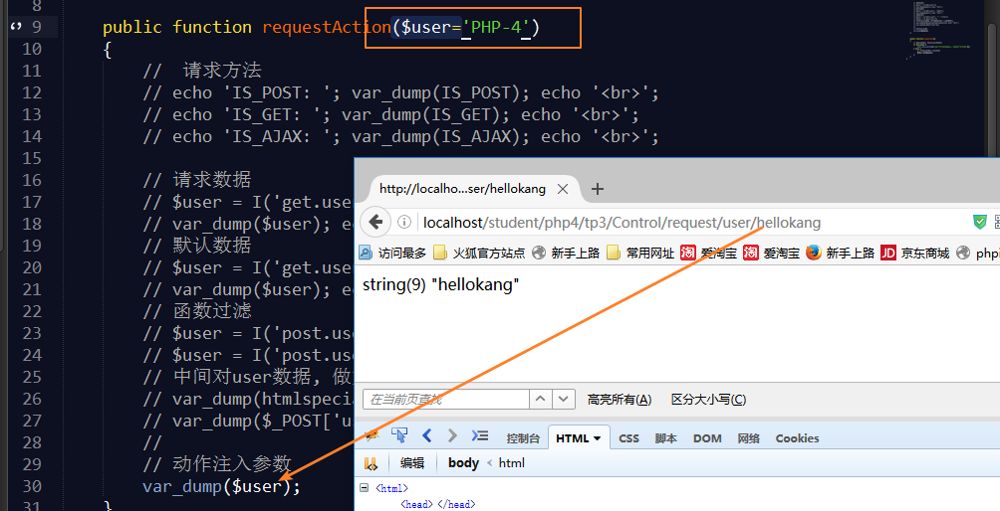 8
9 public function requestAction($user='PHP-4')
10 {
11 // 请求方法
12 // echo 'IS_POST: '; var_dump(IS_POST); echo '<br>';
13 // echo 'IS_GET: '; var_dump(IS_GET); echo '<br>';
14 // echo 'IS_AJAX: '; var_dump(IS_AJAX); echo '<br>';
15
16 // 请求数据
17 // $user = I('get.use
18 // var_dump($user); ec
19 // 默认数据
20 // $user = I('get.use
21 // var_dump($user); ec
22 // 函数过滤
23 // $user = I('post.use
24 // $user = I('post.use
25 // 中间对user数据, 做
26 // var_dump(htmlspecia
27 // var_dump($_POST['u
28 //
29 // 动作注入参数
30 var_dump($user);
31 }
http://localho...ser/hellokang
localhost/student/php4/tp3/Control/request/user/hellokang
访问最多 火狐官方站点 新手上路 常用网址 淘 爱淘宝 淘 爱淘宝 新手上路 JD 京东商城 phpi
string(9) "hellokang"
在当前页查找 高亮所有(A) 区分大小写(C)
控制台 HTML CSS 脚本 DOM 网络 Cookies
编辑 body < html
<html>
<head> </head>